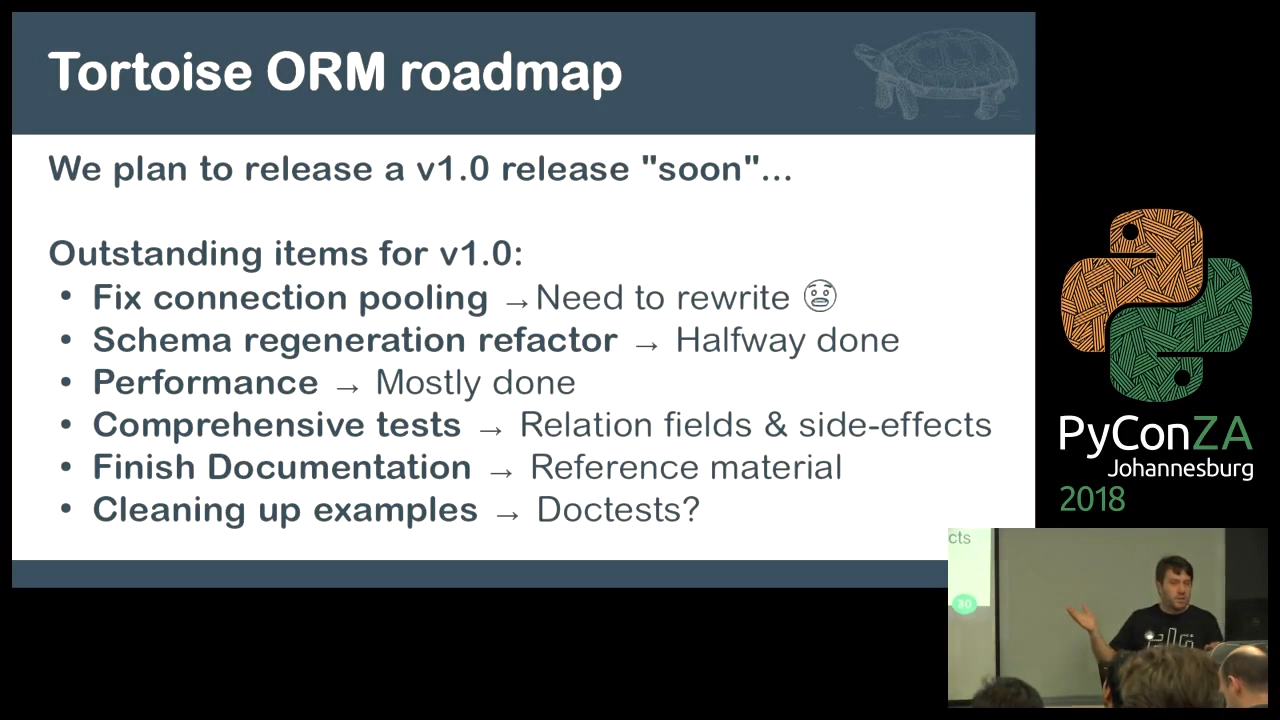 Tortoise ORM roadmap
We plan to release a v1.0 release "soon"...
Outstanding items for v1.0:
• Fix connection pooling → Need to rewrite 😨
• Schema regeneration refactor → Halfway done
• Performance → Mostly done
• Comprehensive tests → Relation fields & side-effects
• Finish Documentation → Reference material
• Cleaning up examples → Doctests?
PyConZA
Johannesburg
2018
cts
30